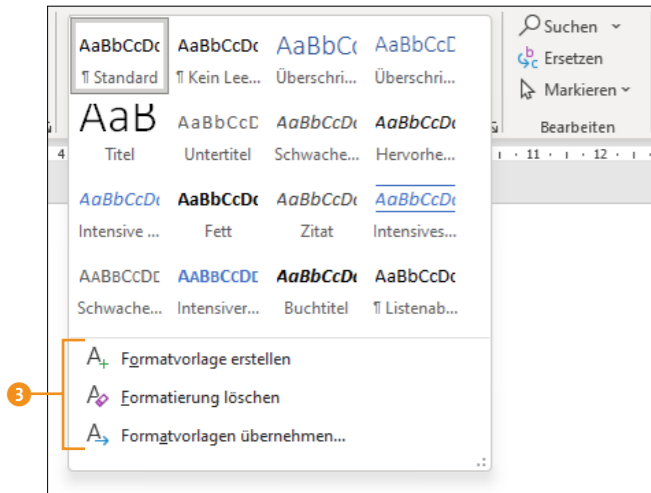 AaBbCcDc AaBbCcDc AaBbCc AaBbCcD
¶ Standard ¶ Kein Lee... Überschri... Überschri...
AaB AaBbCcD AaBbCcDc AaBbCcDc
Titel Untertitel Schwache... Hervorhe...
AaBbCcDc AaBbCcDc AaBbCcDc AaBbCcDc
Intensive ... Fett Zitat Intensives...
AABBCCDD AABBCCDD AaBbCcDc AaBbCcDc
Schwache... Intensiver... Buchtitel ¶ Listenab...
Formatvorlage erstellen
3 Formatierung löschen
Formatvorlagen übernehmen...
Suchen
Ersetzen
Markieren
Bearbeiten
4
11 12